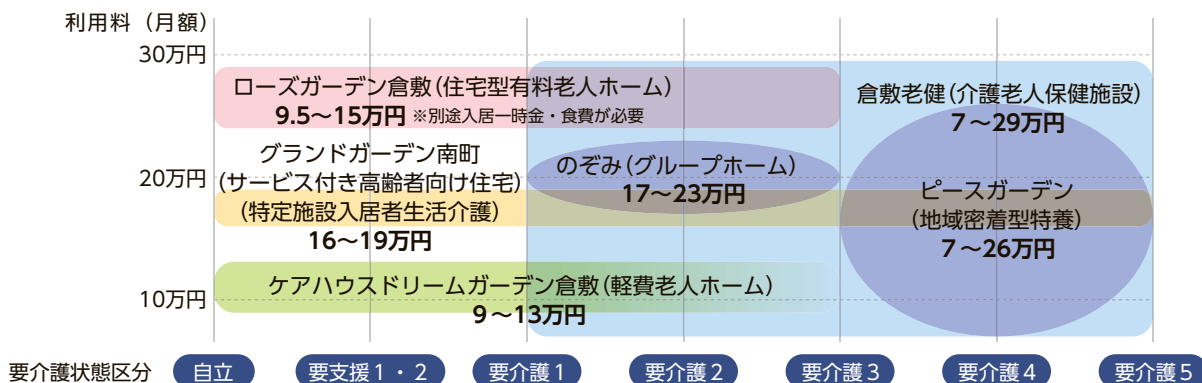 利用料（月額）
30万円
20万円
10万円
ローズガーデン倉敷（住宅型有料老人ホーム）
9.5〜15万円 ※別途入居一時金・食費が必要
グランドガーデン南町
（サービス付き高齢者向け住宅）
（特定施設入居者生活介護）
16〜19万円
ケアハウスドリームガーデン倉敷（軽費老人ホーム）
9〜13万円
のぞみ（グループホーム）
17〜23万円
倉敷老健（介護老人保健施設）
7〜29万円
ピースガーデン
（地域密着型特養）
7〜26万円
要介護状態区分 自立 要支援1・2 要介護1 要介護2 要介護3 要介護4 要介護5